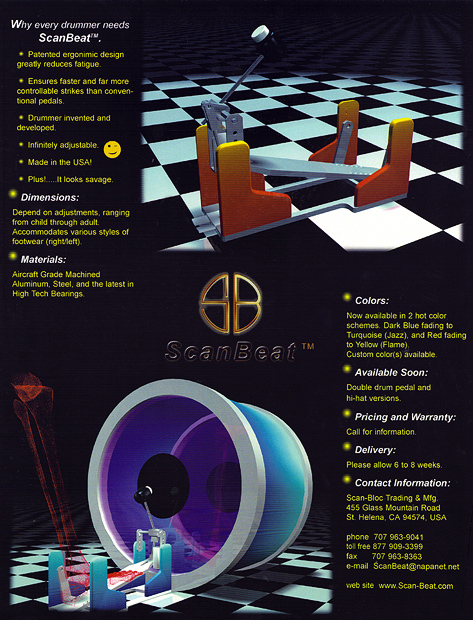 Why every drummer needs
ScanBeat™.
Patented ergonimic design
greatly reduces fatigue.
Ensures faster and far more
controllable strikes than conven-
tional pedals.
Drummer invented and
developed.
Infinitely adjustable.
Made in the USA!
Plus!.....It looks savage.
Dimensions:
Depend on adjustments, ranging
from child through adult.
Accommodates various styles of
footwear (right/left).
Materials:
Aircraft Grade Machined
Aluminum, Steel, and the latest in
High Tech Bearings.
ScanBeat™
Colors:
Now available in 2 hot color
schemes. Dark Blue fading to
Turquoise (Jazz), and Red fading
to Yellow (Flame).
Custom color(s) available.
Available Soon:
Double drum pedal and
hi-hat versions.
Pricing and Warranty:
Call for information.
Delivery:
Please allow 6 to 8 weeks.
Contact Information:
Scan-Bloc Trading & Mfg.
455 Glass Mountain Road
St. Helena, CA 94574, USA
phone 707 963-9041
toll free 877 909-3399
fax 707 963-8363
e-mail ScanBeat@napanet.net
web site www.Scan-Beat.com